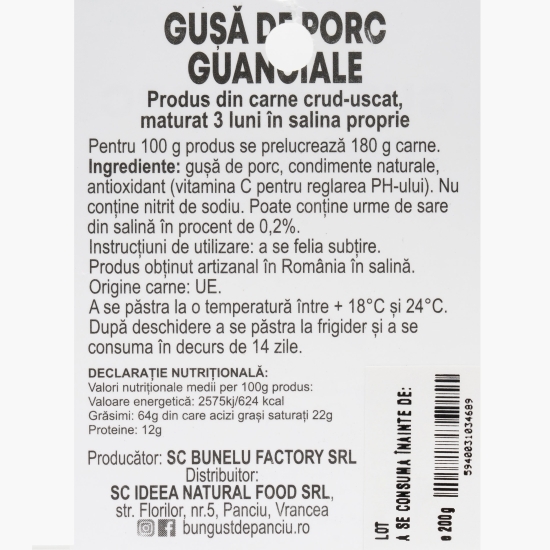 GUȘĂ DE PORC
GUANCIALE
Produs din carne crud-uscat,
maturat 3 luni în salina proprie
Pentru 100 g produs se prelucrează 180 g carne.
Ingrediente: gușă de porc, condimente naturale,
antioxidant (vitamina C pentru reglarea PH-ului). Nu
conține nitrit de sodiu. Poate conține urme de sare
din salină în procent de 0,2%.
Instrucțiuni de utilizare: a se felia subțire.
Produs obținut artizanal în România în salină.
Origine carne: UE.
A se păstra la o temperatură între + 18°C și 24°C.
După deschidere a se păstra la frigider și a se
consuma în decurs de 14 zile.
DECLARAȚIE NUTRIȚIONALĂ:
Valori nutriționale medii per 100g produs:
Valoare energetică: 2575kj/624 kcal
Grăsimi: 64g din care acizi grași saturați 22g
Proteine: 12g
Producător: SC BUNELU FACTORY SRL
Distribuitor:
SC IDEEA NATURAL FOOD SRL,
str. Florilor, nr.5, Panciu, Vrancea
bungustdepanciu.ro
LOT
A SE CONSUMA ÎNAINTE DE:
e 200g
5940031034689